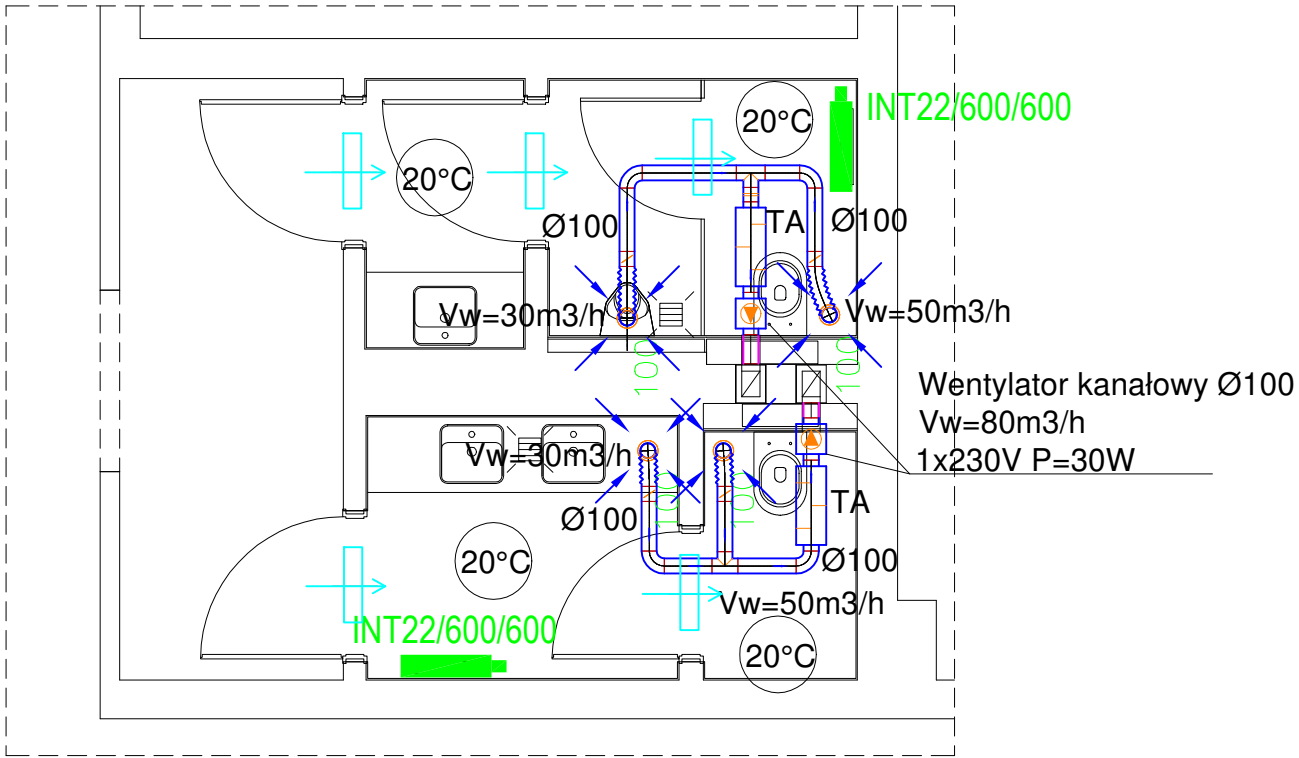 INT22/600/600
20°C
20°C
Ø100
TA
Ø100
Vw=30m3/h
Vw=50m3/h
100
100
Wentylator kanałowy Ø100
Vw=80m3/h
1x230V P=30W
Vw=30m3/h
100
100
TA
Ø100
20°C
Ø100
Vw=50m3/h
INT22/600/600
20°C